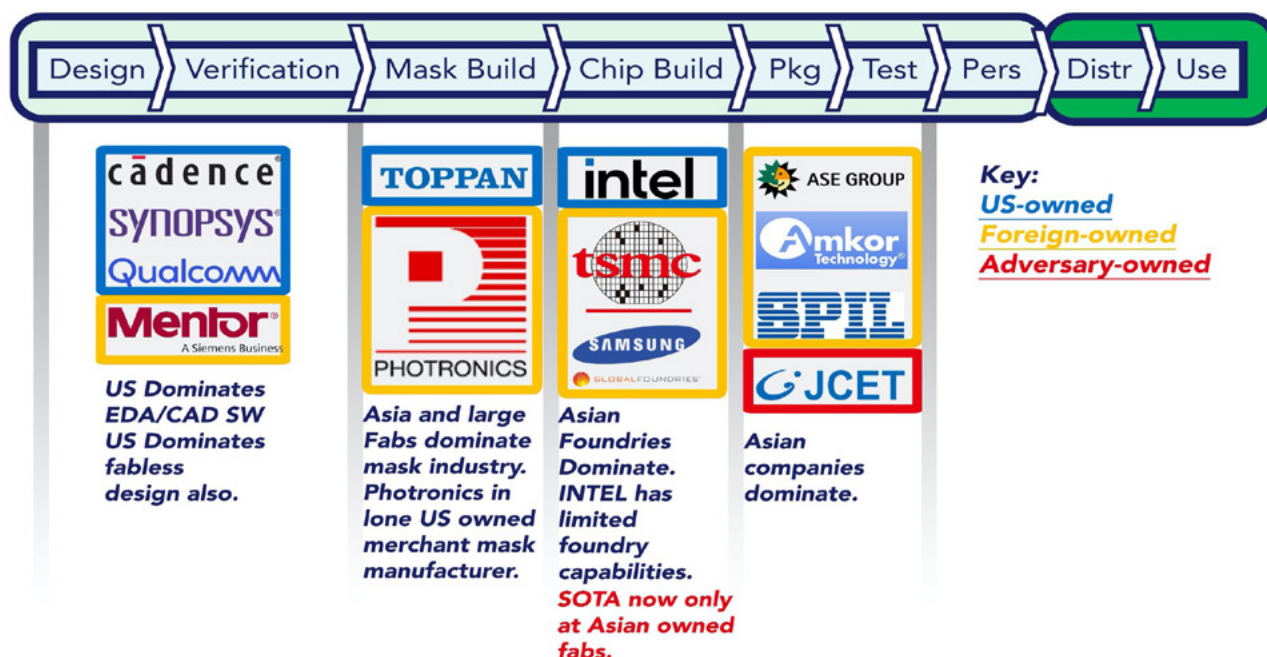 Design
Verification
Mask Build
Chip Build
Pkg
Test
Pers
Distr
Use
cādence®
SYNOPSYS®
Qualcomm
Mentor®
A Siemens Business
US Dominates
EDA/CAD SW
US Dominates
fabless
design also.
TOPPAN
PHOTRONICS
Asia and large
Fabs dominate
mask industry.
Photronics in
lone US owned
merchant mask
manufacturer.
intel
tsmc
SAMSUNG
GLOBALFOUNDRIES
Asian
Foundries
Dominate.
INTEL has
limited
foundry
capabilities.
SOTA now only
at Asian owned
fabs.
ASE GROUP
Amkor
Technology®
SPIL
JCET
Asian
companies
dominate.
Key:
US-owned
Foreign-owned
Adversary-owned